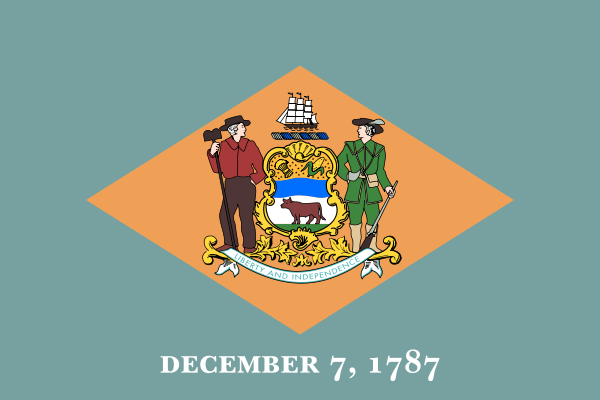 LIBERTY AND INDEPENDENCE
DECEMBER 7, 1787